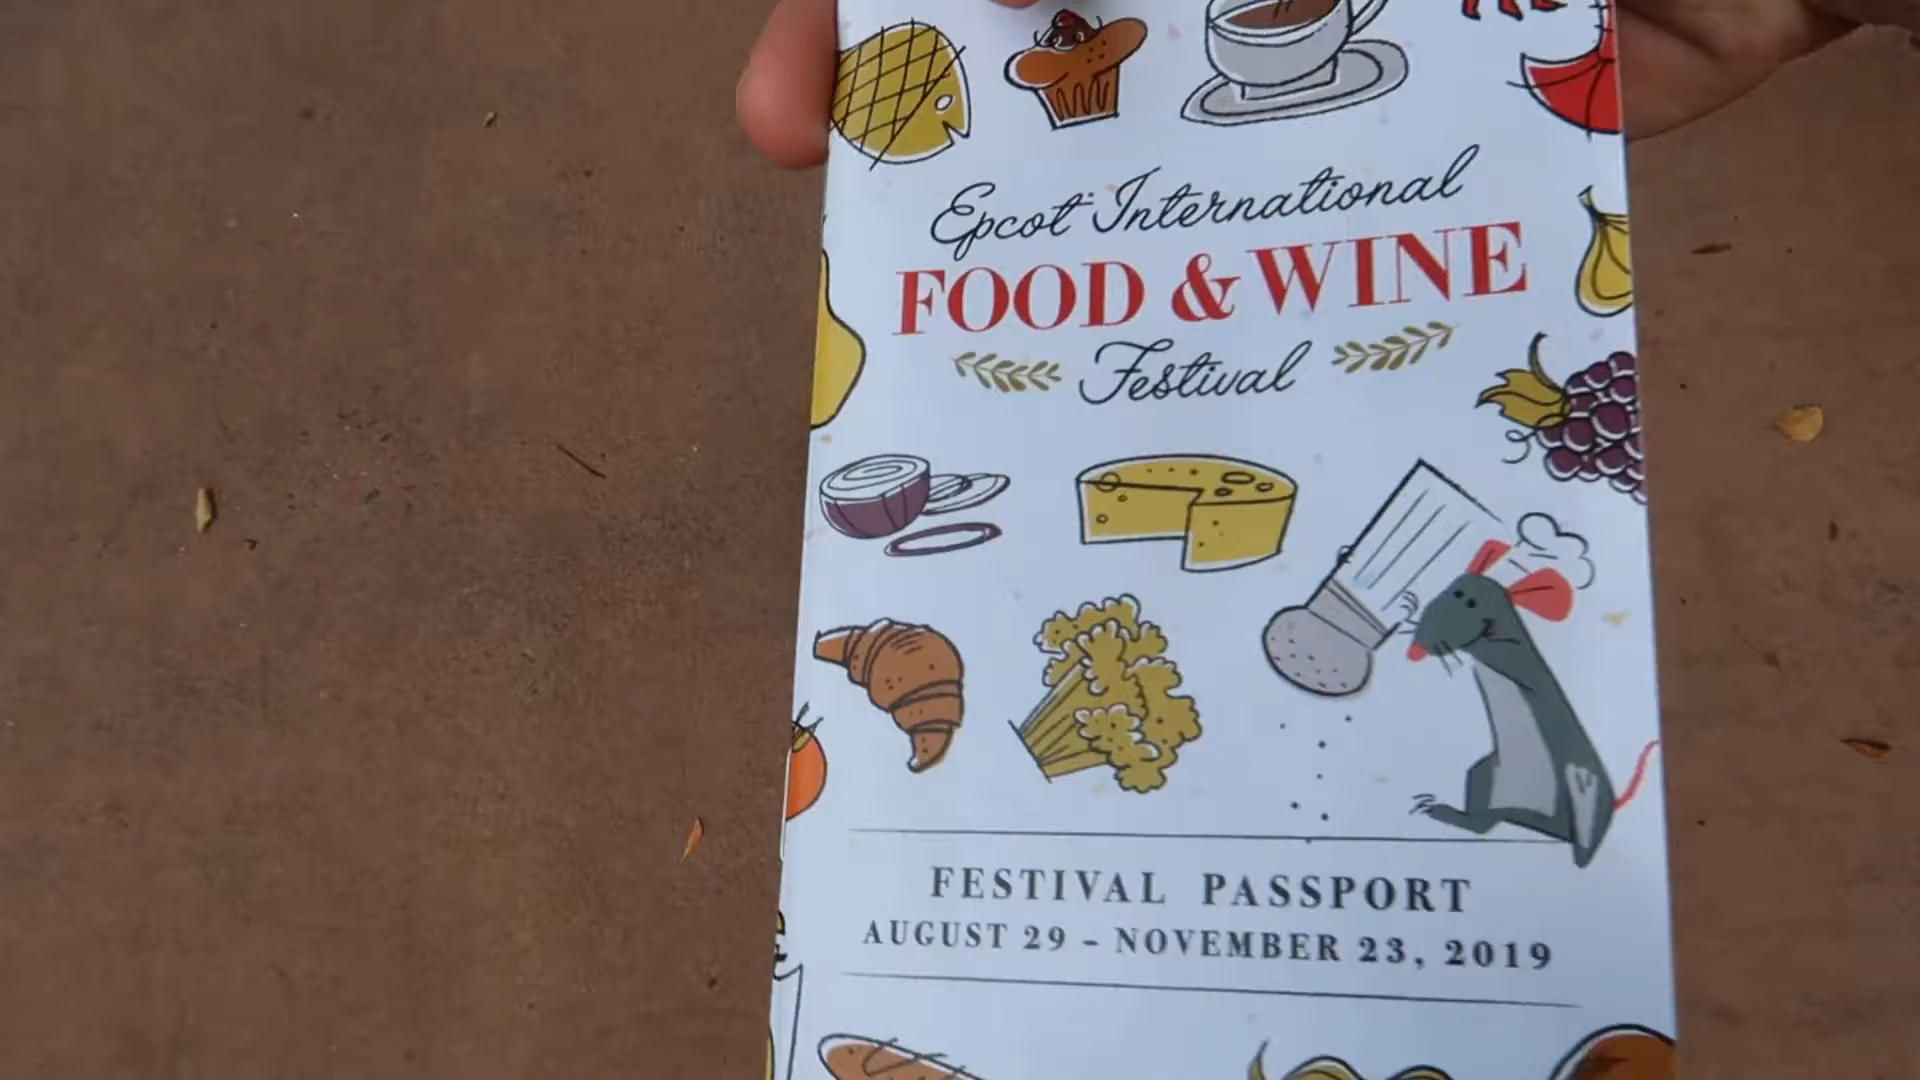 Epcot International
FOOD & WINE
Festival
FESTIVAL PASSPORT
AUGUST 29 - NOVEMBER 23, 2019